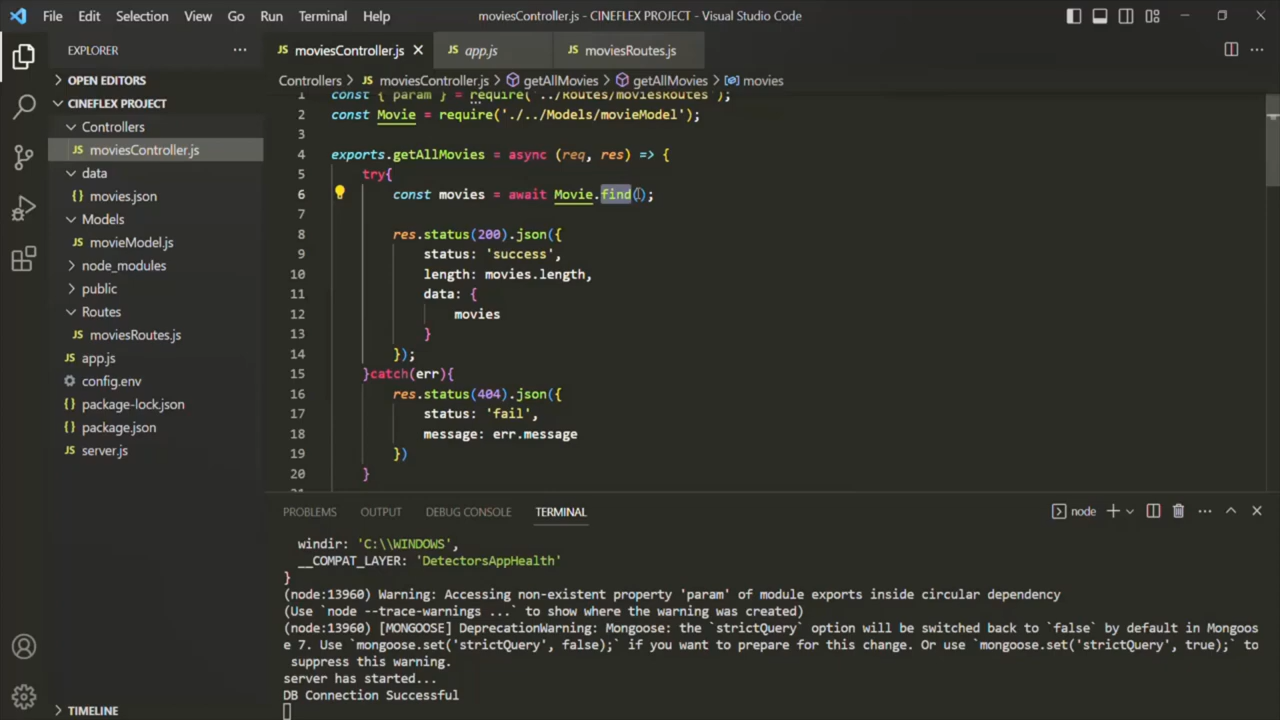 File Edit Selection View Go Run Terminal Help moviesController.js - CINEFLEX PROJECT - Visual Studio Code
EXPLORER
OPEN EDITORS
CINEFLEX PROJECT
Controllers
JS moviesController.js
data
{} movies.json
Models
JS movieModel.js
node_modules
public
Routes
JS moviesRoutes.js
JS app.js
config.env
{} package-lock.json
{} package.json
JS server.js
TIMELINE
JS moviesController.js JS app.js JS moviesRoutes.js
Controllers > JS moviesController.js > getAllMovies > getAllMovies > movies
1 const { param } = require('../Routes/moviesRoutes');
2 const Movie = require('./../Models/movieModel');
3
4 exports.getAllMovies = async (req, res) => {
5 try{
6 const movies = await Movie.find();
7
8 res.status(200).json({
9 status: 'success',
10 length: movies.length,
11 data: {
12 movies
13 }
14 });
15 }catch(err){
16 res.status(404).json({
17 status: 'fail',
18 message: err.message
19 })
20 }
PROBLEMS OUTPUT DEBUG CONSOLE TERMINAL node
windir: 'C:\\WINDOWS',
__COMPAT_LAYER: 'DetectorsAppHealth'
}
(node:13960) Warning: Accessing non-existent property 'param' of module exports inside circular dependency
(Use `node --trace-warnings ...` to show where the warning was created)
(node:13960) [MONGOOSE] DeprecationWarning: Mongoose: the `strictQuery` option will be switched back to `false` by default in Mongoos
e 7. Use `mongoose.set('strictQuery', false);` if you want to prepare for this change. Or use `mongoose.set('strictQuery', true);` to
suppress this warning.
server has started...
DB Connection Successful